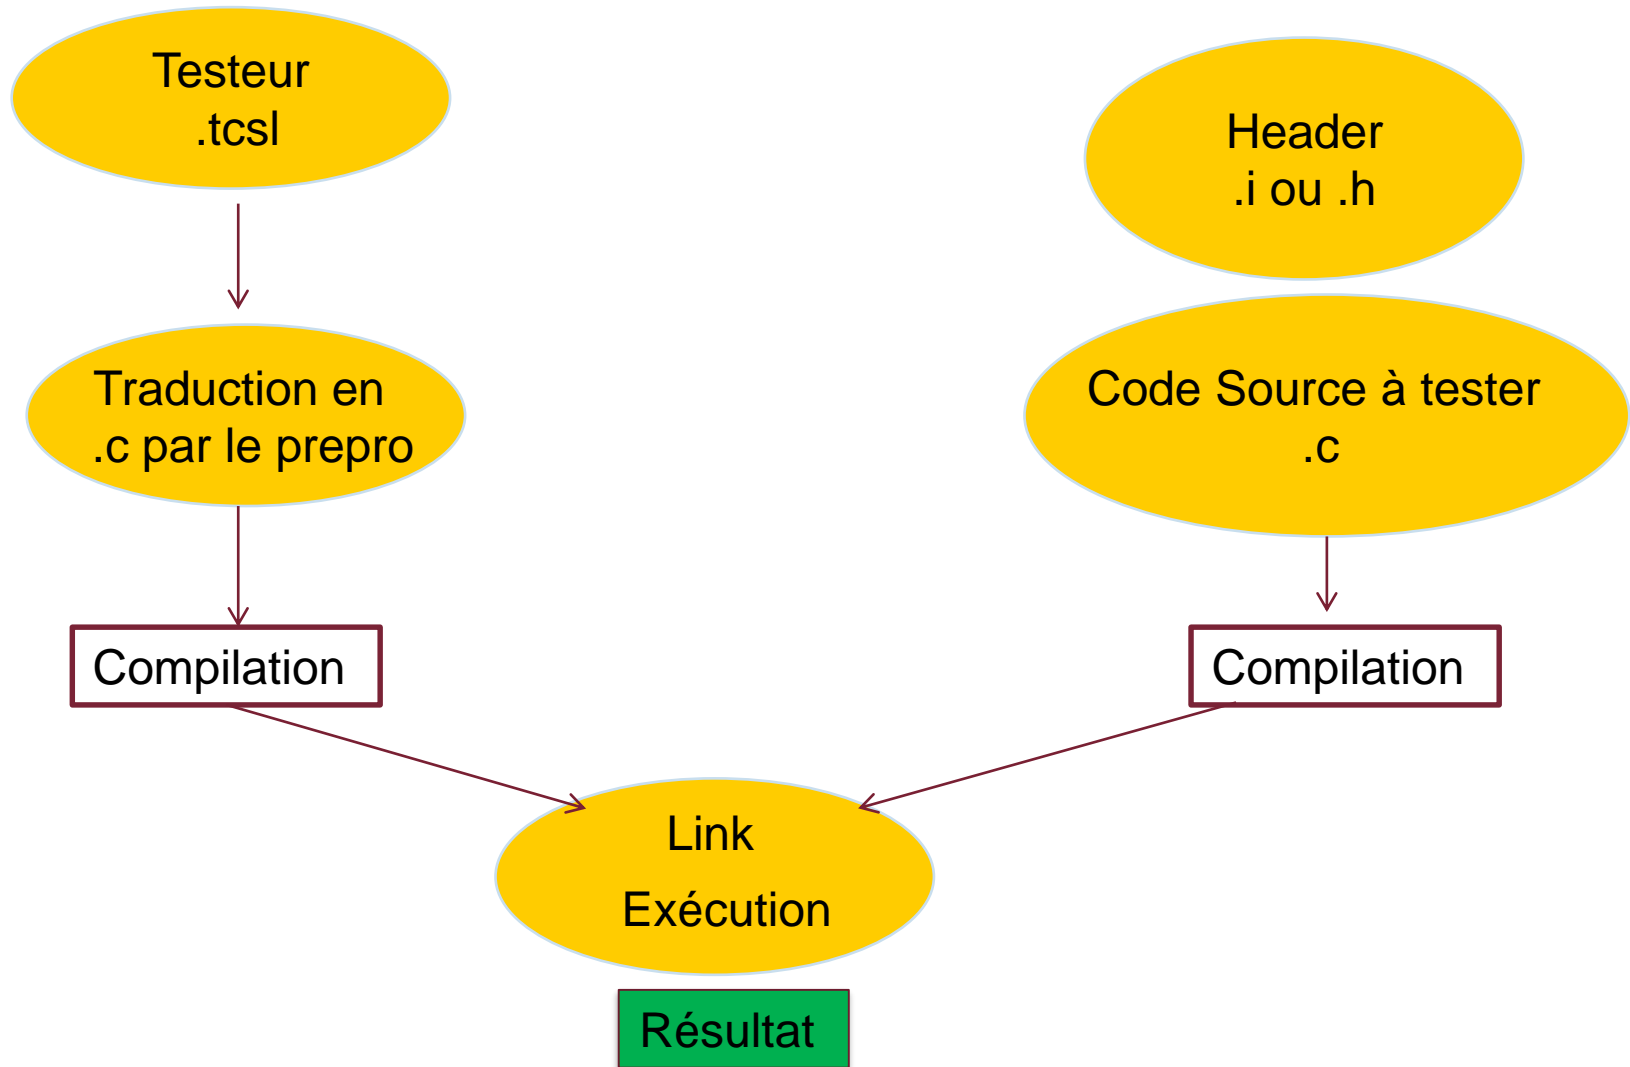 Testeur
.tcsl
Header
.i ou .h
Traduction en
.c par le prepro
Code Source à tester
.c
Compilation
Compilation
Link
Exécution
Résultat